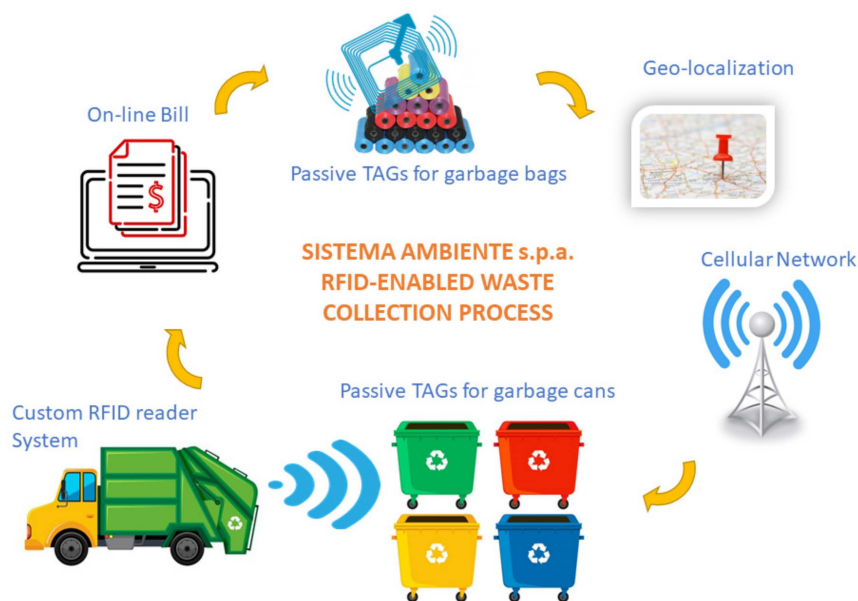 On-line Bill
Passive TAGs for garbage bags
Geo-localization
SISTEMA AMBIENTE s.p.a.
RFID-ENABLED WASTE
COLLECTION PROCESS
Cellular Network
Passive TAGs for garbage cans
Custom RFID reader
System
$